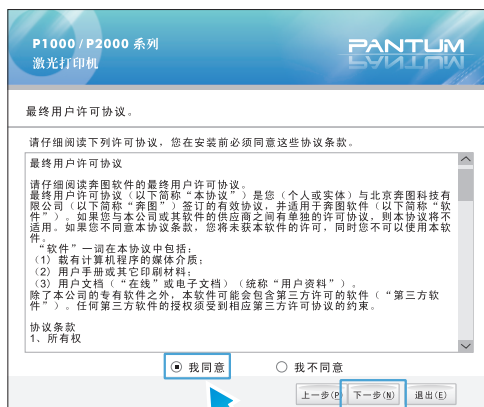 P1000 / P2000 系列
激光打印机
PANTUM
最终用户许可协议。
请仔细阅读下列许可协议，您在安装前必须同意这些协议条款。
最终用户许可协议
请仔细阅读奔图软件的最终用户许可协议。
最终用户许可协议（以下简称“本协议”）是您（个人或实体）与北京奔图科技有
限公司（以下简称“奔图”）签订的有效协议，并适用于奔图软件（以下简称“软
件”）。如果您与本公司或其软件的供应商之间有单独的许可协议，则本协议将不
适用。如果您不同意本协议条款，您将未获本软件的许可，同时您不可以使用本软
件。
“软件”一词在本协议中包括：
（1）载有计算机程序的媒体介质；
（2）用户手册或其它印刷材料；
（3）用户文档（“在线”或电子文档）（统称“用户资料”）。
除了本公司的专有软件之外，本软件可能会包含第三方许可的软件（“第三方软
件”）。任何第三方软件的授权须受到相应第三方许可协议的约束。
协议条款
1、所有权
我同意
我不同意
上一步(P)
下一步(N)
退出(E)